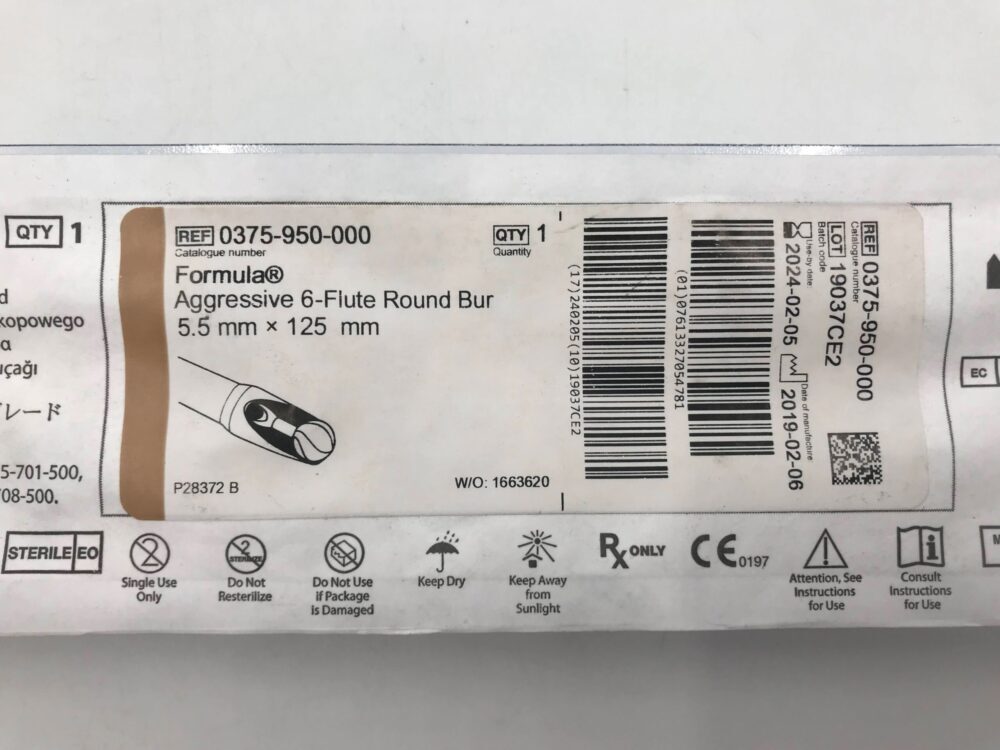 QTY 1
kopowego
REF 0375-950-000
Catalogue number
QTY 1
Quantity
Formula®
Aggressive 6-Flute Round Bur
5.5 mm × 125 mm
P28372 B
W/O: 1663620
(17)240205(10)19037CE2
(01)07613327054781
REF 0375-950-000
Catalogue number
LOT 19037CE2
Batch code
Use-by date
2024-02-05
Date of manufacture
2019-02-06
EC
5-701-500,
08-500.
STERILE EO
2
Single Use
Only
2
STERILIZE
Do Not
Resterilize
Do Not Use
if Package
is Damaged
Keep Dry
Keep Away
from
Sunlight
Rx ONLY
CE 0197
Attention, See
Instructions
for Use
i
Consult
Instructions
for Use